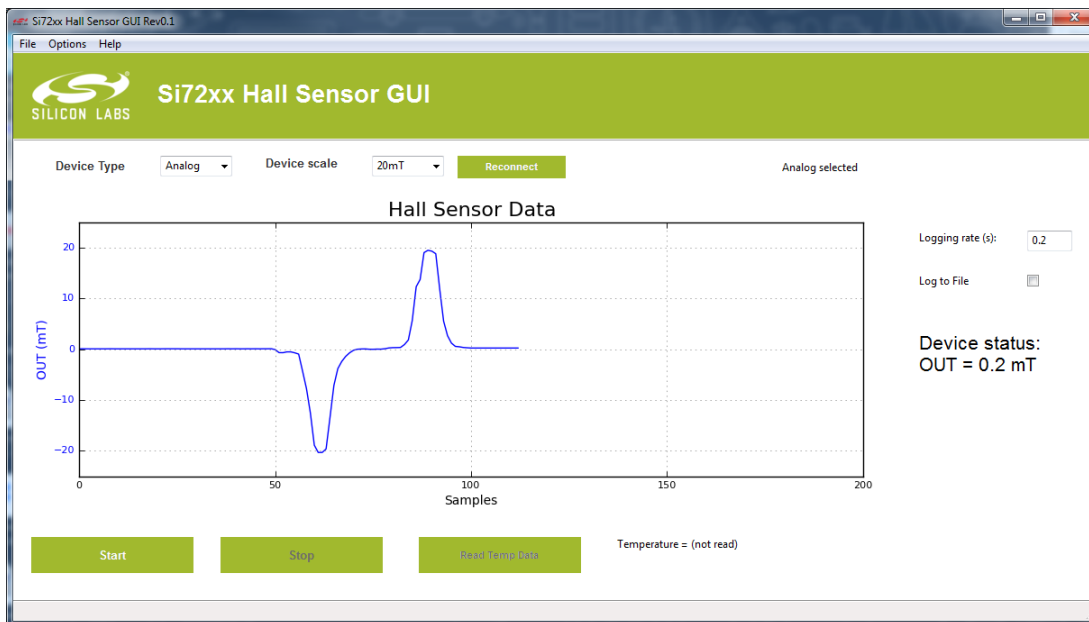 Si72xx Hall Sensor GUI Rev0.1
File Options Help
SILICON LABS
Si72xx Hall Sensor GUI
Device Type Analog Device scale 20mT Reconnect Analog selected
Hall Sensor Data
OUT (mT)
20
10
0
−10
−20
0 50 100 150 200
Samples
Logging rate (s): 0.2
Log to File
Device status:
OUT = 0.2 mT
Start Stop Read Temp Data Temperature = (not read)